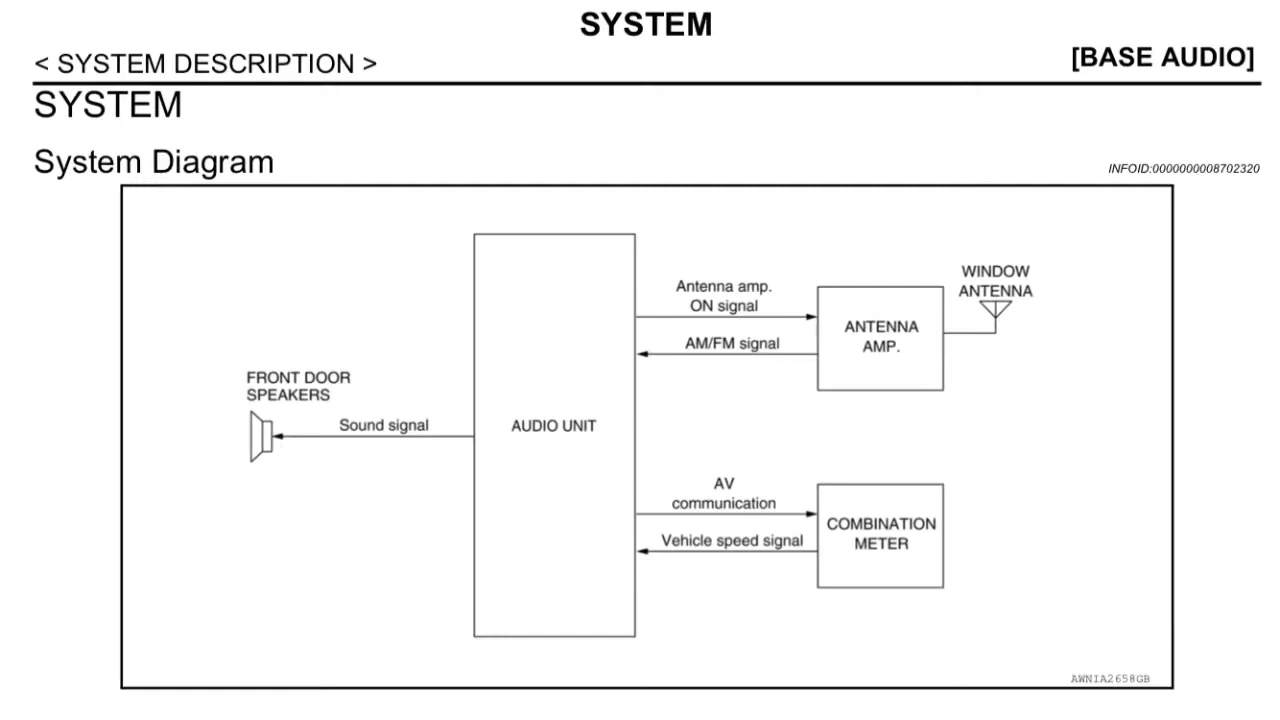 SYSTEM
< SYSTEM DESCRIPTION >
[BASE AUDIO]
SYSTEM
System Diagram
INFOID:0000000008702320
WINDOW
ANTENNA
Antenna amp.
ON signal
ANTENNA
AMP.
AM/FM signal
FRONT DOOR
SPEAKERS
Sound signal
AUDIO UNIT
AV
communication
COMBINATION
METER
Vehicle speed signal
AWNIA2658GB